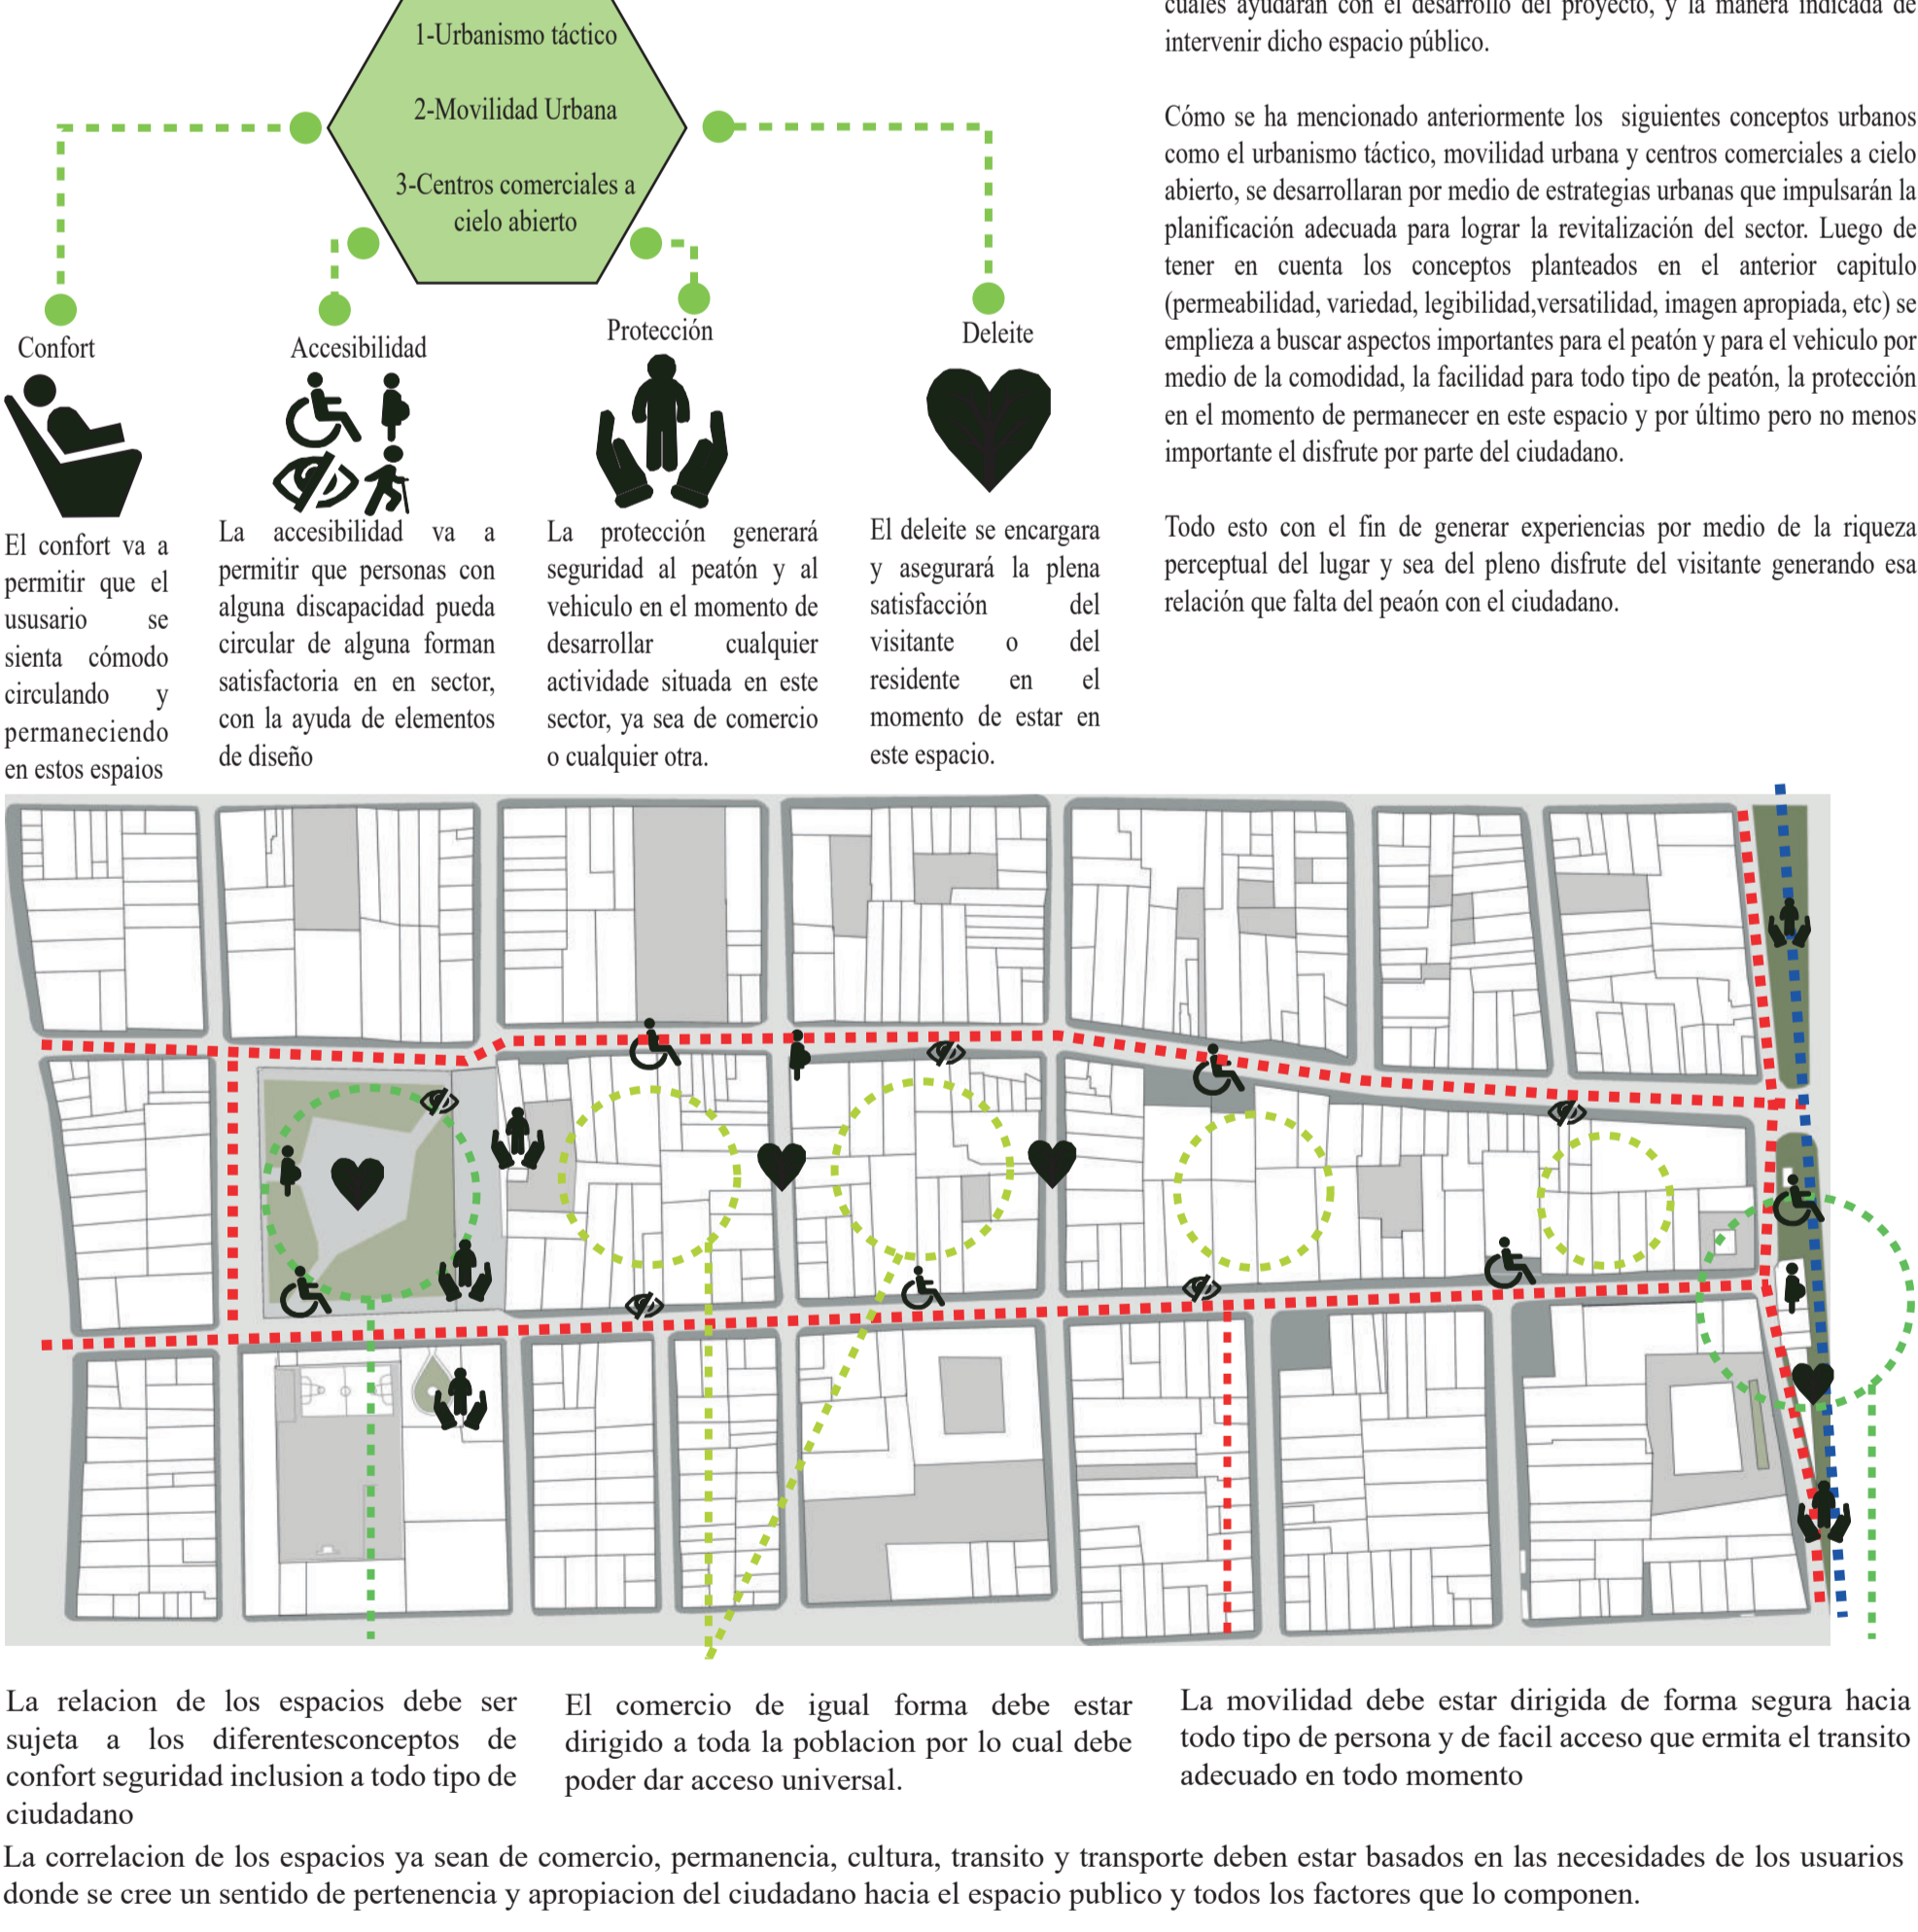 1-Urbanismo táctico
2-Movilidad Urbana
3-Centros comerciales a
cielo abierto
Confort
Accesibilidad
Protección
Deleite
El confort va a
permitir que el
ususario se
sienta cómodo
circulando y
permaneciendo
en estos espaios
La accesibilidad va a
permitir que personas con
alguna discapacidad pueda
circular de alguna forman
satisfactoria en en sector,
con la ayuda de elementos
de diseño
La protección generará
seguridad al peatón y al
vehiculo en el momento de
desarrollar cualquier
actividade situada en este
sector, ya sea de comercio
o cualquier otra.
El deleite se encargara
y asegurará la plena
satisfacción del
visitante o del
residente en el
momento de estar en
este espacio.
cuales ayudarán con el desarrollo del proyecto, y la manera indicada de
intervenir dicho espacio público.
Cómo se ha mencionado anteriormente los siguientes conceptos urbanos
como el urbanismo táctico, movilidad urbana y centros comerciales a cielo
abierto, se desarrollaran por medio de estrategias urbanas que impulsarán la
planificación adecuada para lograr la revitalización del sector. Luego de
tener en cuenta los conceptos planteados en el anterior capitulo
(permeabilidad, variedad, legibilidad,versatilidad, imagen apropiada, etc) se
emplieza a buscar aspectos importantes para el peatón y para el vehiculo por
medio de la comodidad, la facilidad para todo tipo de peatón, la protección
en el momento de permanecer en este espacio y por último pero no menos
importante el disfrute por parte del ciudadano.
Todo esto con el fin de generar experiencias por medio de la riqueza
perceptual del lugar y sea del pleno disfrute del visitante generando esa
relación que falta del peaón con el ciudadano.
La relacion de los espacios debe ser
sujeta a los diferentesconceptos de
confort seguridad inclusion a todo tipo de
ciudadano
El comercio de igual forma debe estar
dirigido a toda la poblacion por lo cual debe
poder dar acceso universal.
La movilidad debe estar dirigida de forma segura hacia
todo tipo de persona y de facil acceso que ermita el transito
adecuado en todo momento
La correlacion de los espacios ya sean de comercio, permanencia, cultura, transito y transporte deben estar basados en las necesidades de los usuarios
donde se cree un sentido de pertenencia y apropiacion del ciudadano hacia el espacio publico y todos los factores que lo componen.